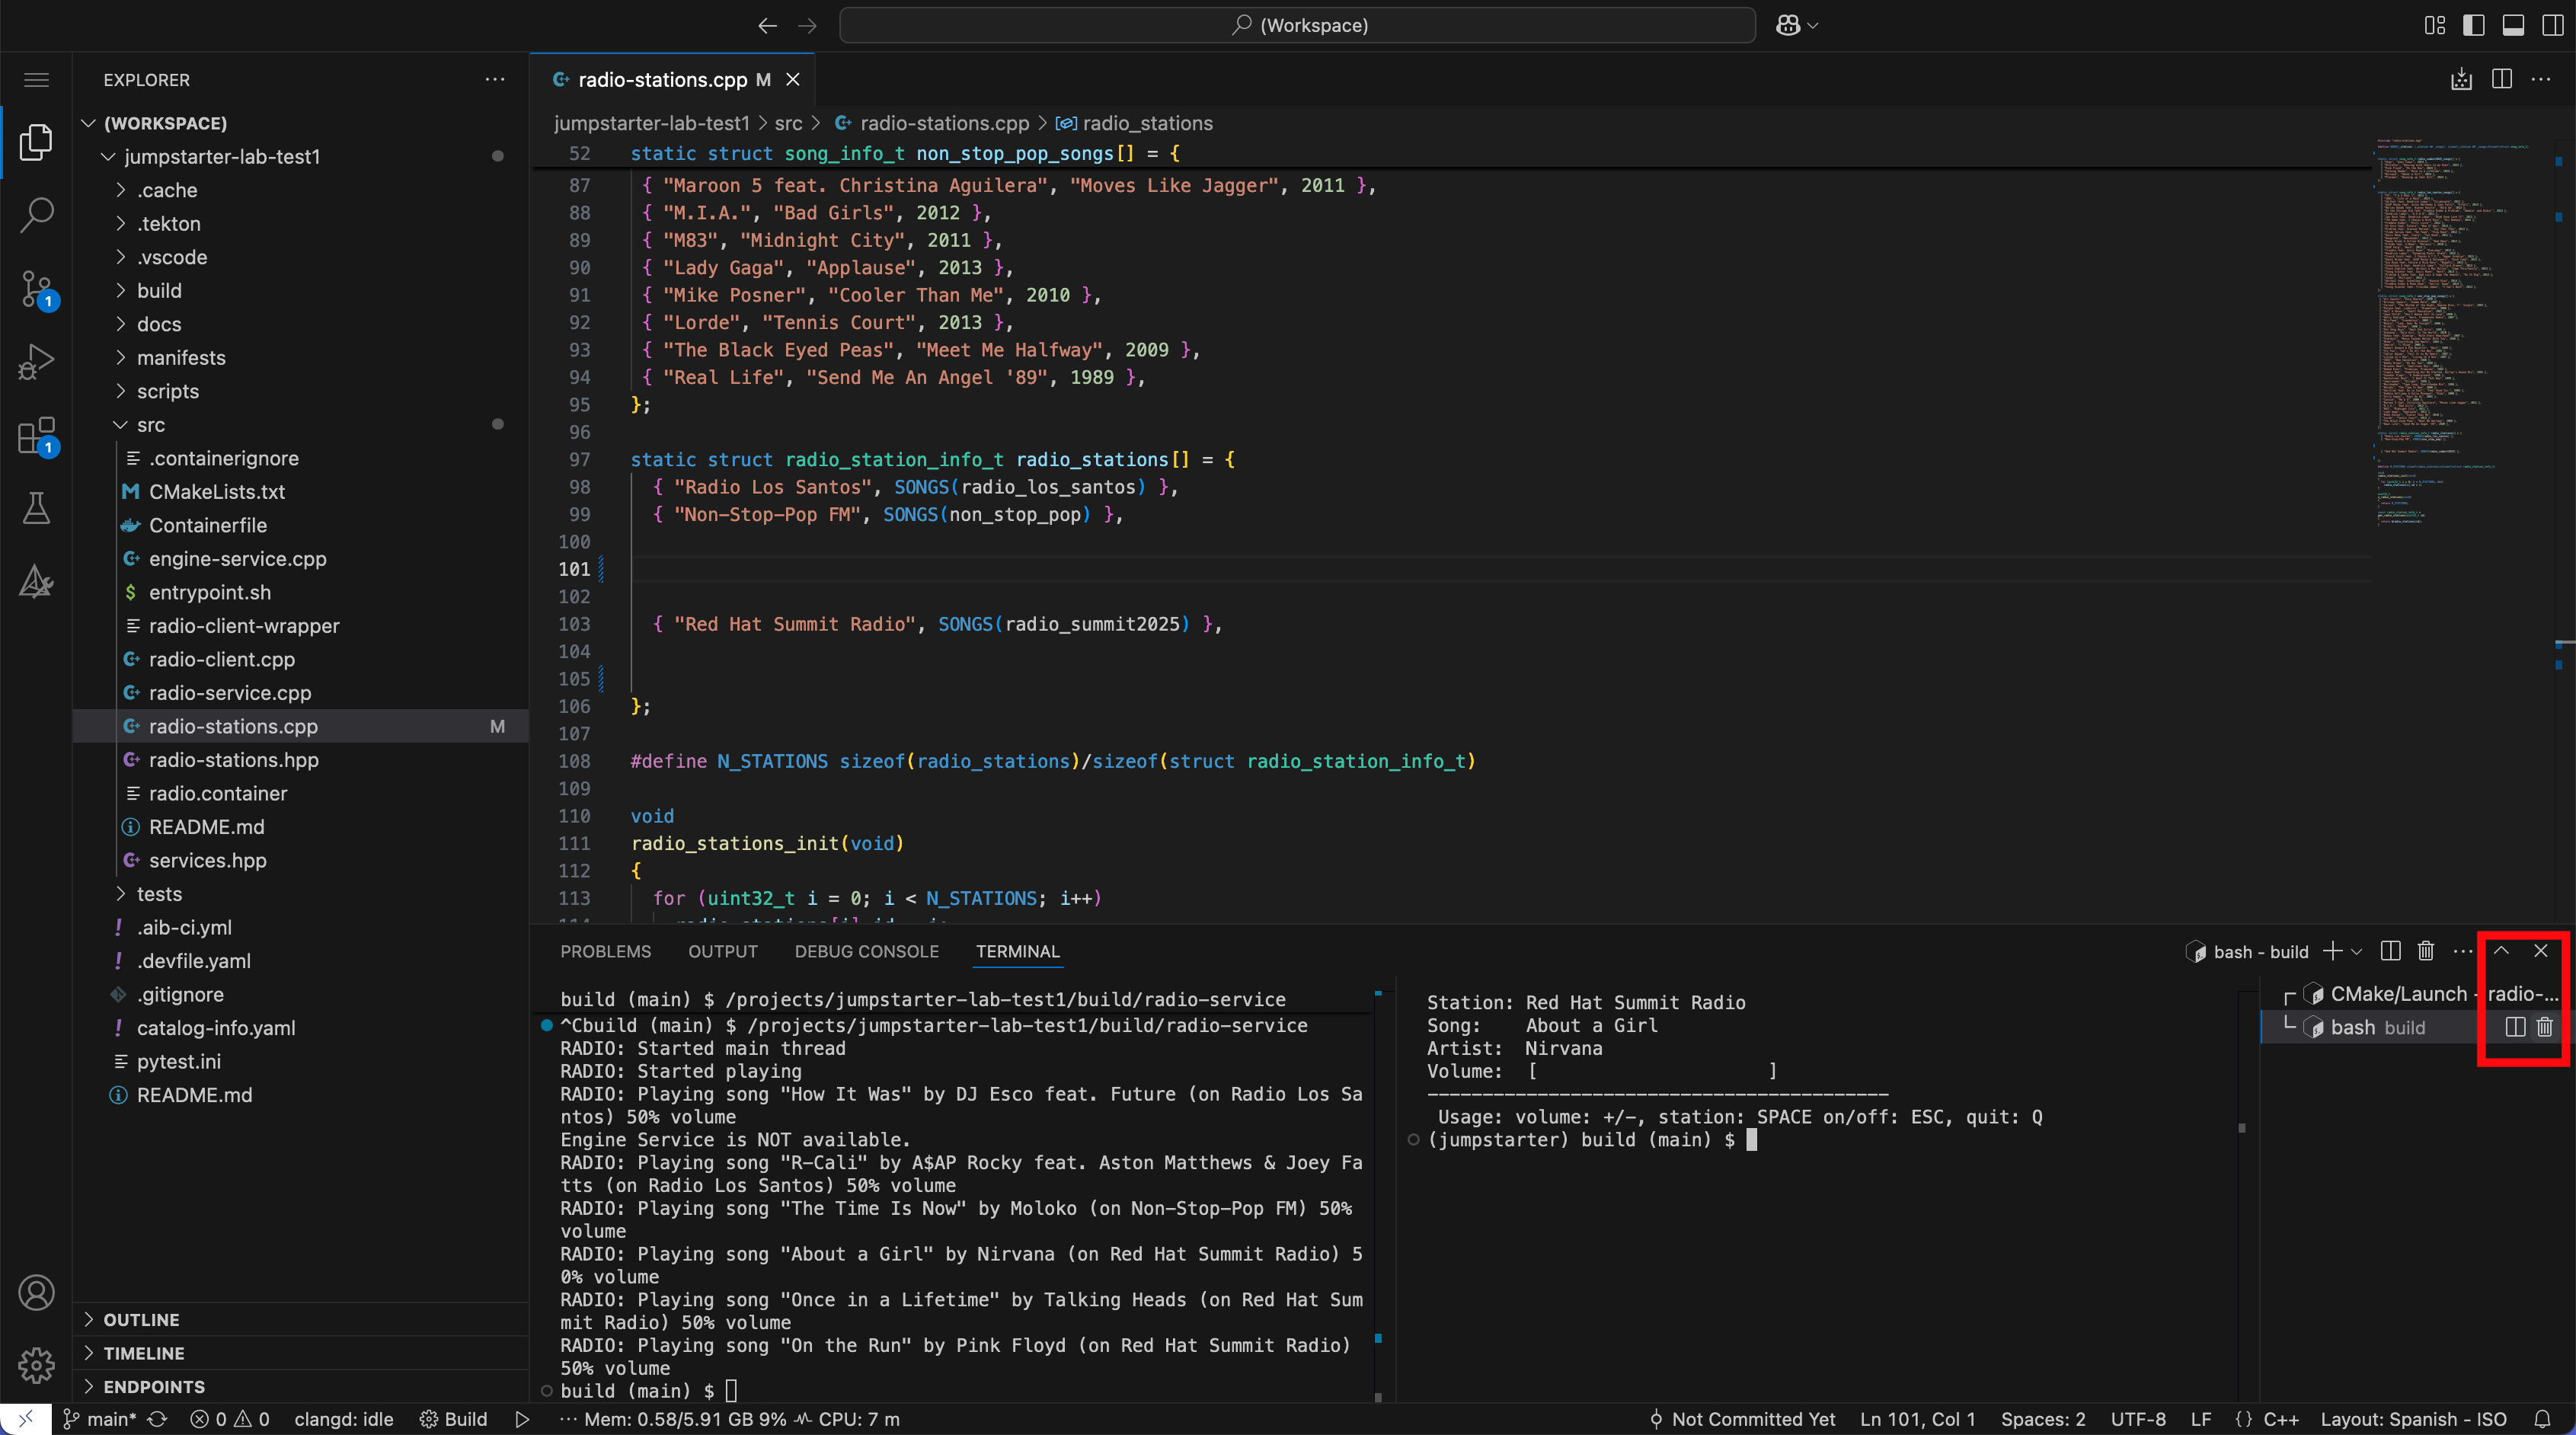 (Workspace)
EXPLORER
(WORKSPACE)
jumpstarter-lab-test1
.cache
.tekton
.vscode
build
docs
manifests
scripts
src
.containerignore
CMakeLists.txt
Containerfile
engine-service.cpp
entrypoint.sh
radio-client-wrapper
radio-client.cpp
radio-service.cpp
radio-stations.cpp M
radio-stations.hpp
radio.container
README.md
services.hpp
tests
.aib-ci.yml
.devfile.yaml
.gitignore
catalog-info.yaml
pytest.ini
README.md
OUTLINE
TIMELINE
ENDPOINTS
1
1
radio-stations.cpp M
jumpstarter-lab-test1 > src > radio-stations.cpp > radio_stations
52 static struct song_info_t non_stop_pop_songs[] = {
87 { "Maroon 5 feat. Christina Aguilera", "Moves Like Jagger", 2011 },
88 { "M.I.A.", "Bad Girls", 2012 },
89 { "M83", "Midnight City", 2011 },
90 { "Lady Gaga", "Applause", 2013 },
91 { "Mike Posner", "Cooler Than Me", 2010 },
92 { "Lorde", "Tennis Court", 2013 },
93 { "The Black Eyed Peas", "Meet Me Halfway", 2009 },
94 { "Real Life", "Send Me An Angel '89", 1989 },
95 };
96
97 static struct radio_station_info_t radio_stations[] = {
98 { "Radio Los Santos", SONGS(radio_los_santos) },
99 { "Non-Stop-Pop FM", SONGS(non_stop_pop) },
100
101
102
103 { "Red Hat Summit Radio", SONGS(radio_summit2025) },
104
105
106 };
107
108 #define N_STATIONS sizeof(radio_stations)/sizeof(struct radio_station_info_t)
109
110 void
111 radio_stations_init(void)
112 {
113 for (uint32_t i = 0; i < N_STATIONS; i++)
PROBLEMS OUTPUT DEBUG CONSOLE TERMINAL
bash - build
build (main) $ /projects/jumpstarter-lab-test1/build/radio-service
^Cbuild (main) $ /projects/jumpstarter-lab-test1/build/radio-service
RADIO: Started main thread
RADIO: Started playing
RADIO: Playing song "How It Was" by DJ Esco feat. Future (on Radio Los Sa
ntos) 50% volume
Engine Service is NOT available.
RADIO: Playing song "R-Cali" by A$AP Rocky feat. Aston Matthews & Joey Fa
tts (on Radio Los Santos) 50% volume
RADIO: Playing song "The Time Is Now" by Moloko (on Non-Stop-Pop FM) 50%
volume
RADIO: Playing song "About a Girl" by Nirvana (on Red Hat Summit Radio) 5
0% volume
RADIO: Playing song "Once in a Lifetime" by Talking Heads (on Red Hat Sum
mit Radio) 50% volume
RADIO: Playing song "On the Run" by Pink Floyd (on Red Hat Summit Radio)
50% volume
build (main) $
Station: Red Hat Summit Radio
Song: About a Girl
Artist: Nirvana
Volume: [ ]
------------------------------------------
Usage: volume: +/-, station: SPACE on/off: ESC, quit: Q
(jumpstarter) build (main) $
CMake/Launch - radio-...
bash build
main* 0 0 clangd: idle Build ··· Mem: 0.58/5.91 GB 9% CPU: 7 m Not Committed Yet Ln 101, Col 1 Spaces: 2 UTF-8 LF {} C++ Layout: Spanish - ISO